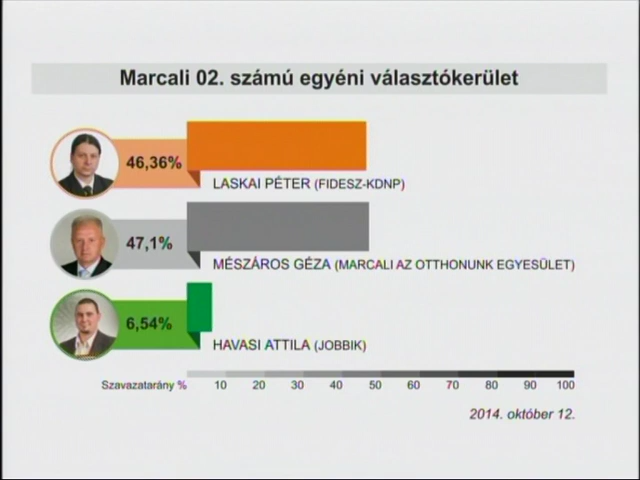 Marcali 02. számú egyéni választókerület
46,36%
LASKAI PÉTER (FIDESZ-KDNP)
47,1%
MÉSZÁROS GÉZA (MARCALI AZ OTTHONUNK EGYESÜLET)
6,54%
HAVASI ATTILA (JOBBIK)
Szavazatarány % 10 20 30 40 50 60 70 80 90 100
2014. október 12.